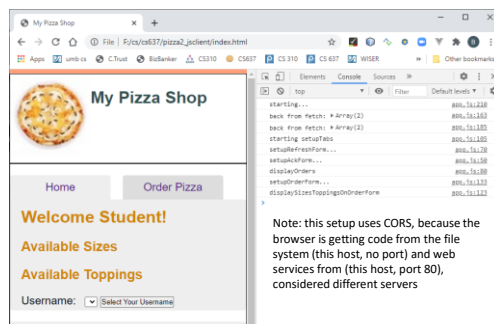 My Pizza Shop
File | F:/cs/cs637/pizza2_jsclient/index.html
Apps umb cs C.Trust BizBanker CS310 CS637 CS 310 CS 637 WISER » Other bookmarks
Elements Console Sources »
top Filter Default levels ▼
starting... app.js:210
back from fetch: ▶Array(2) app.js:163
back from fetch: ▶Array(2) app.js:185
starting setupTabs app.js:105
setupRefreshForm... app.js:70
setupAckForm... app.js:50
displayOrders app.js:80
setupOrderForm... app.js:133
displaySizesToppingsOnOrderForm app.js:123
My Pizza Shop
Home Order Pizza
Welcome Student!
Available Sizes
Available Toppings
Username: Select Your Username
Note: this setup uses CORS, because the
browser is getting code from the file
system (this host, no port) and web
services from (this host, port 80),
considered different servers